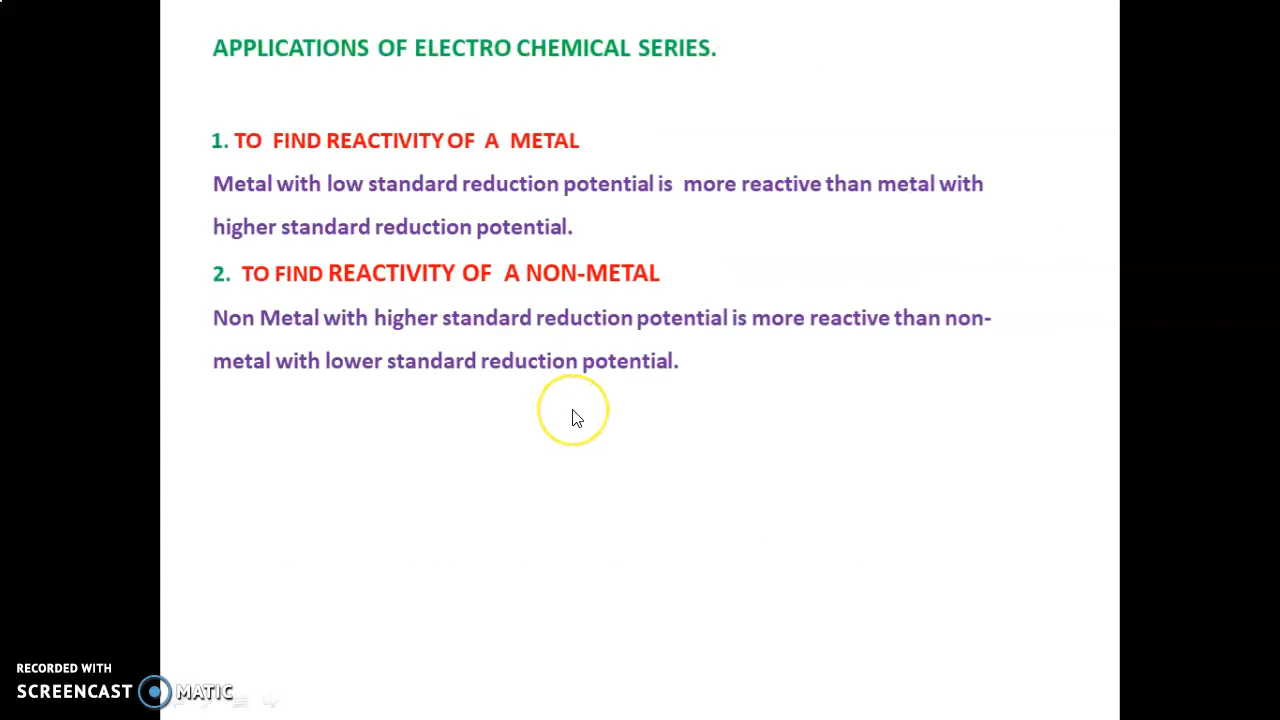 APPLICATIONS OF ELECTRO CHEMICAL SERIES.
1. TO FIND REACTIVITY OF A METAL
Metal with low standard reduction potential is more reactive than metal with
higher standard reduction potential.
2. TO FIND REACTIVITY OF A NON-METAL
Non Metal with higher standard reduction potential is more reactive than non-
metal with lower standard reduction potential.
RECORDED WITH
SCREENCAST MATIC